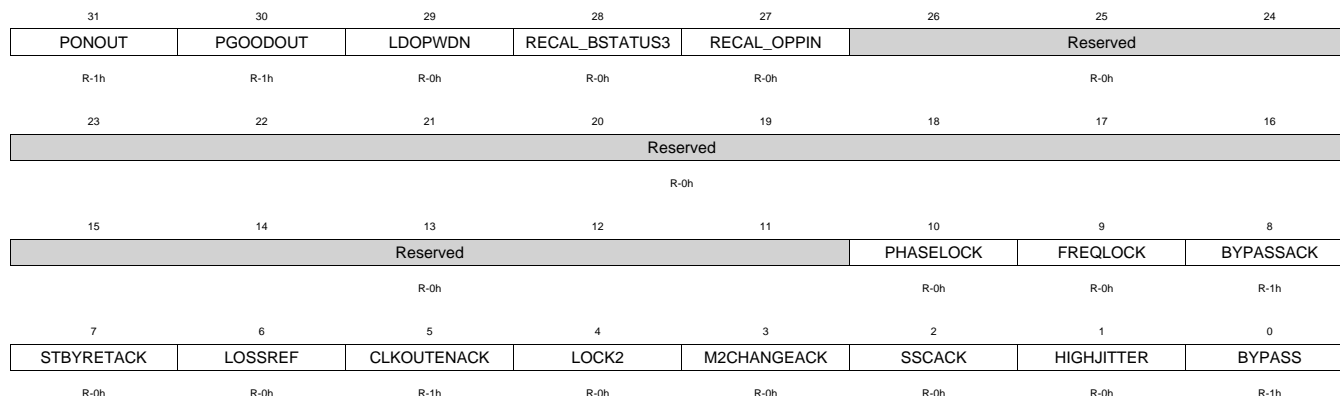 31 30 29 28 27 26 25 24
PONOUT PGOODOUT LDOPWDN RECAL_BSTATUS3 RECAL_OPPIN Reserved
R-1h R-1h R-0h R-0h R-0h R-0h
23 22 21 20 19 18 17 16
Reserved
R-0h
15 14 13 12 11 10 9 8
Reserved PHASELOCK FREQLOCK BYPASSACK
R-0h R-0h R-0h R-1h
7 6 5 4 3 2 1 0
STBYRETACK LOSSREF CLKOUTENACK LOCK2 M2CHANGEACK SSCACK HIGHJITTER BYPASS
R-0h R-0h R-1h R-0h R-0h R-0h R-0h R-1h